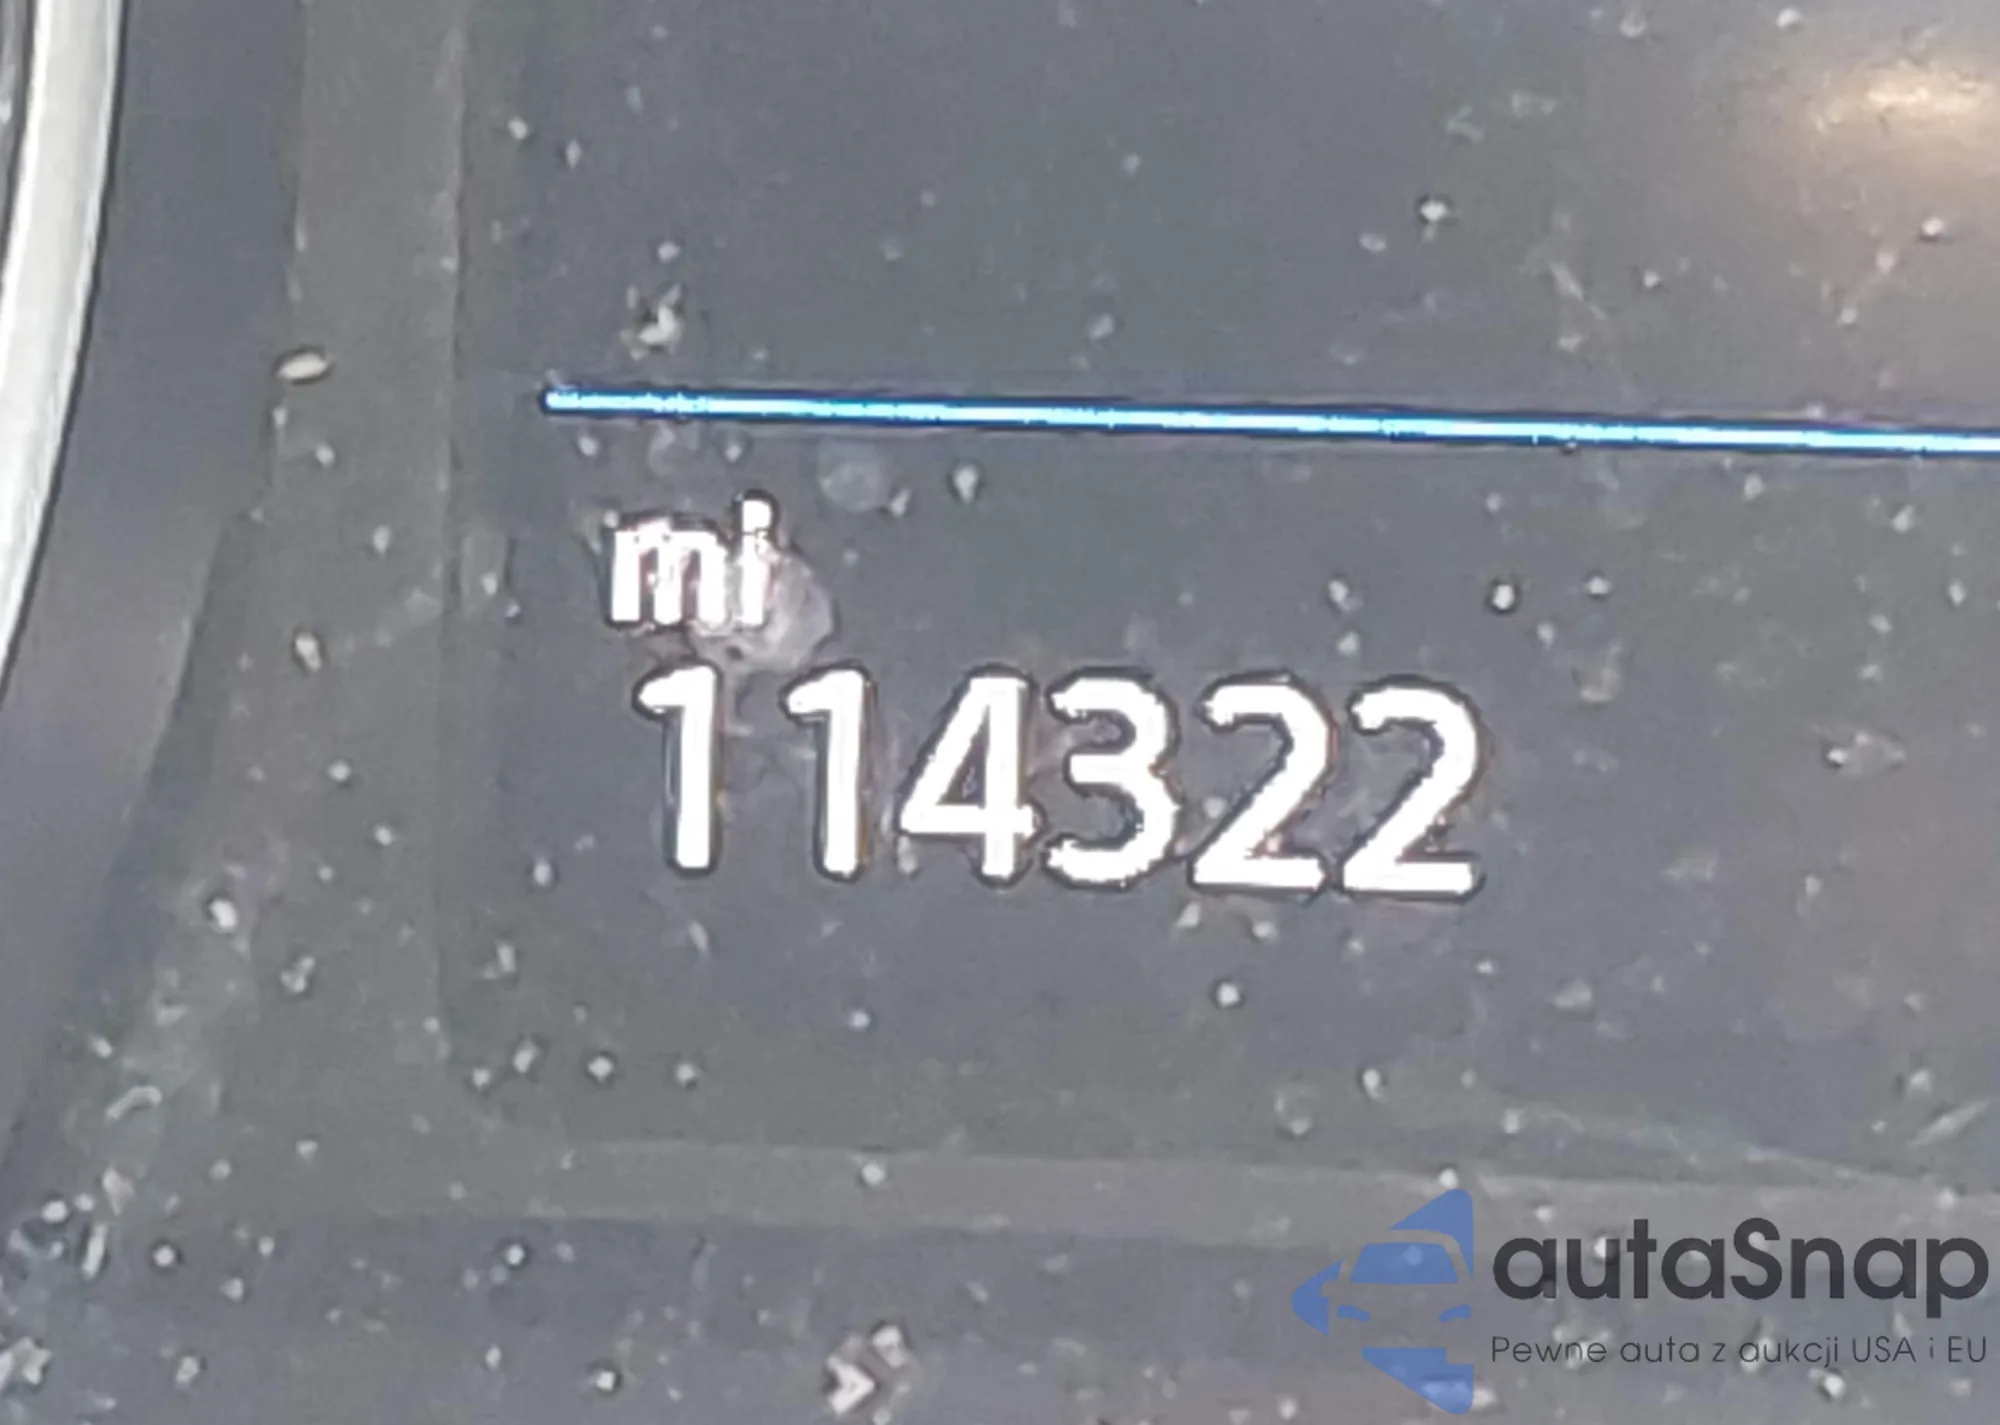 mi
114322
autaSnap
Pewne auta z aukcji USA i EU